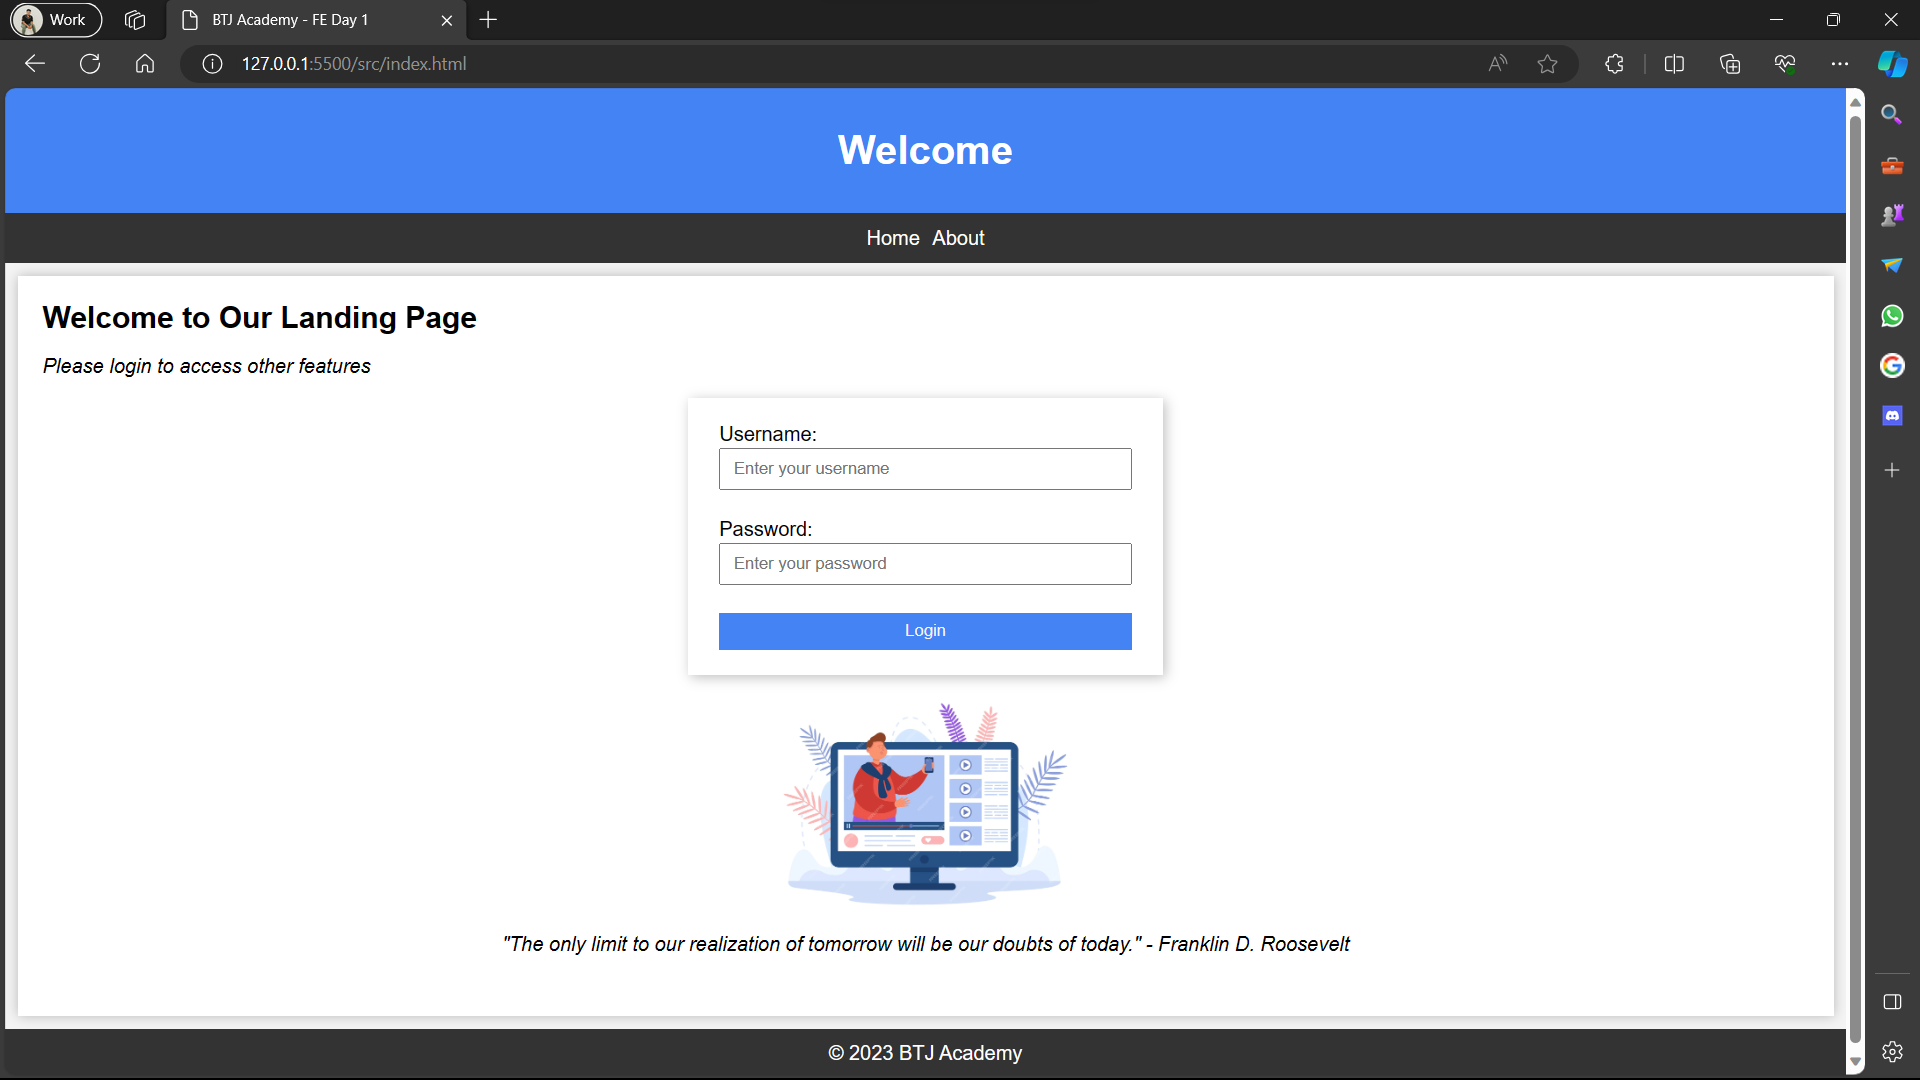 Work
BTJ Academy - FE Day 1
127.0.0.1:5500/src/index.html
Welcome
Home About
Welcome to Our Landing Page
Please login to access other features
Username:
Enter your username
Password:
Enter your password
Login
"The only limit to our realization of tomorrow will be our doubts of today." - Franklin D. Roosevelt
© 2023 BTJ Academy